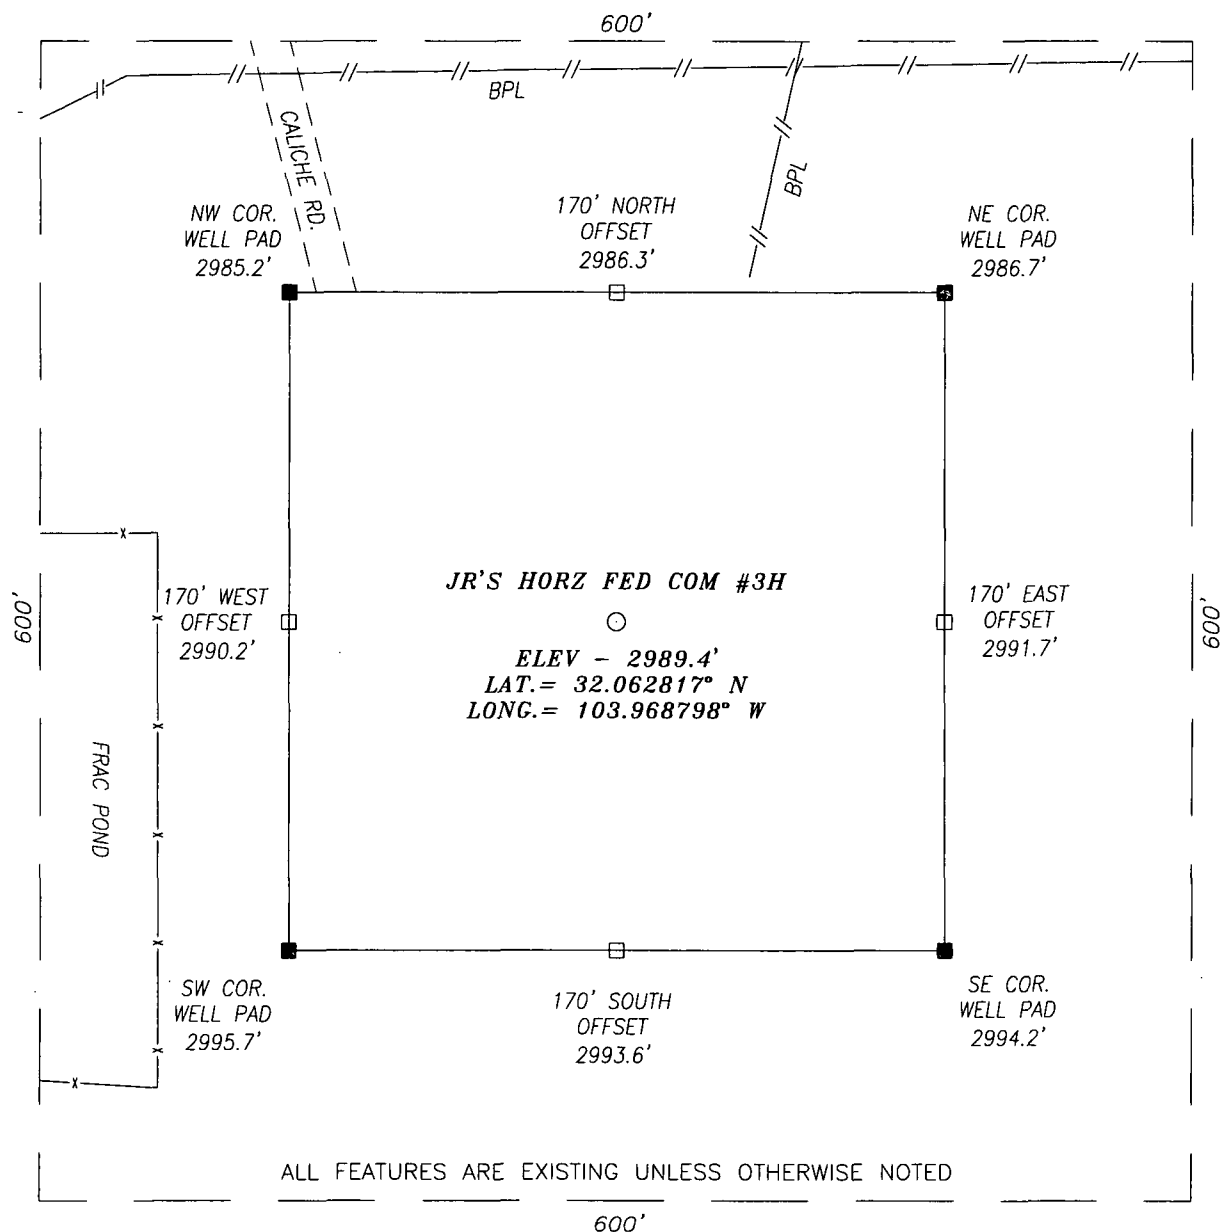 600'
BPL
CALICHE RD.
BPL
NW COR.
WELL PAD
2985.2'
170' NORTH
OFFSET
2986.3'
NE COR.
WELL PAD
2986.7'
600'
170' WEST
OFFSET
2990.2'
JR'S HORZ FED COM #3H
ELEV - 2989.4'
LAT.= 32.062817° N
LONG.= 103.968798° W
170' EAST
OFFSET
2991.7'
600'
FRAC POND
SW COR.
WELL PAD
2995.7'
170' SOUTH
OFFSET
2993.6'
SE COR.
WELL PAD
2994.2'
ALL FEATURES ARE EXISTING UNLESS OTHERWISE NOTED
600'